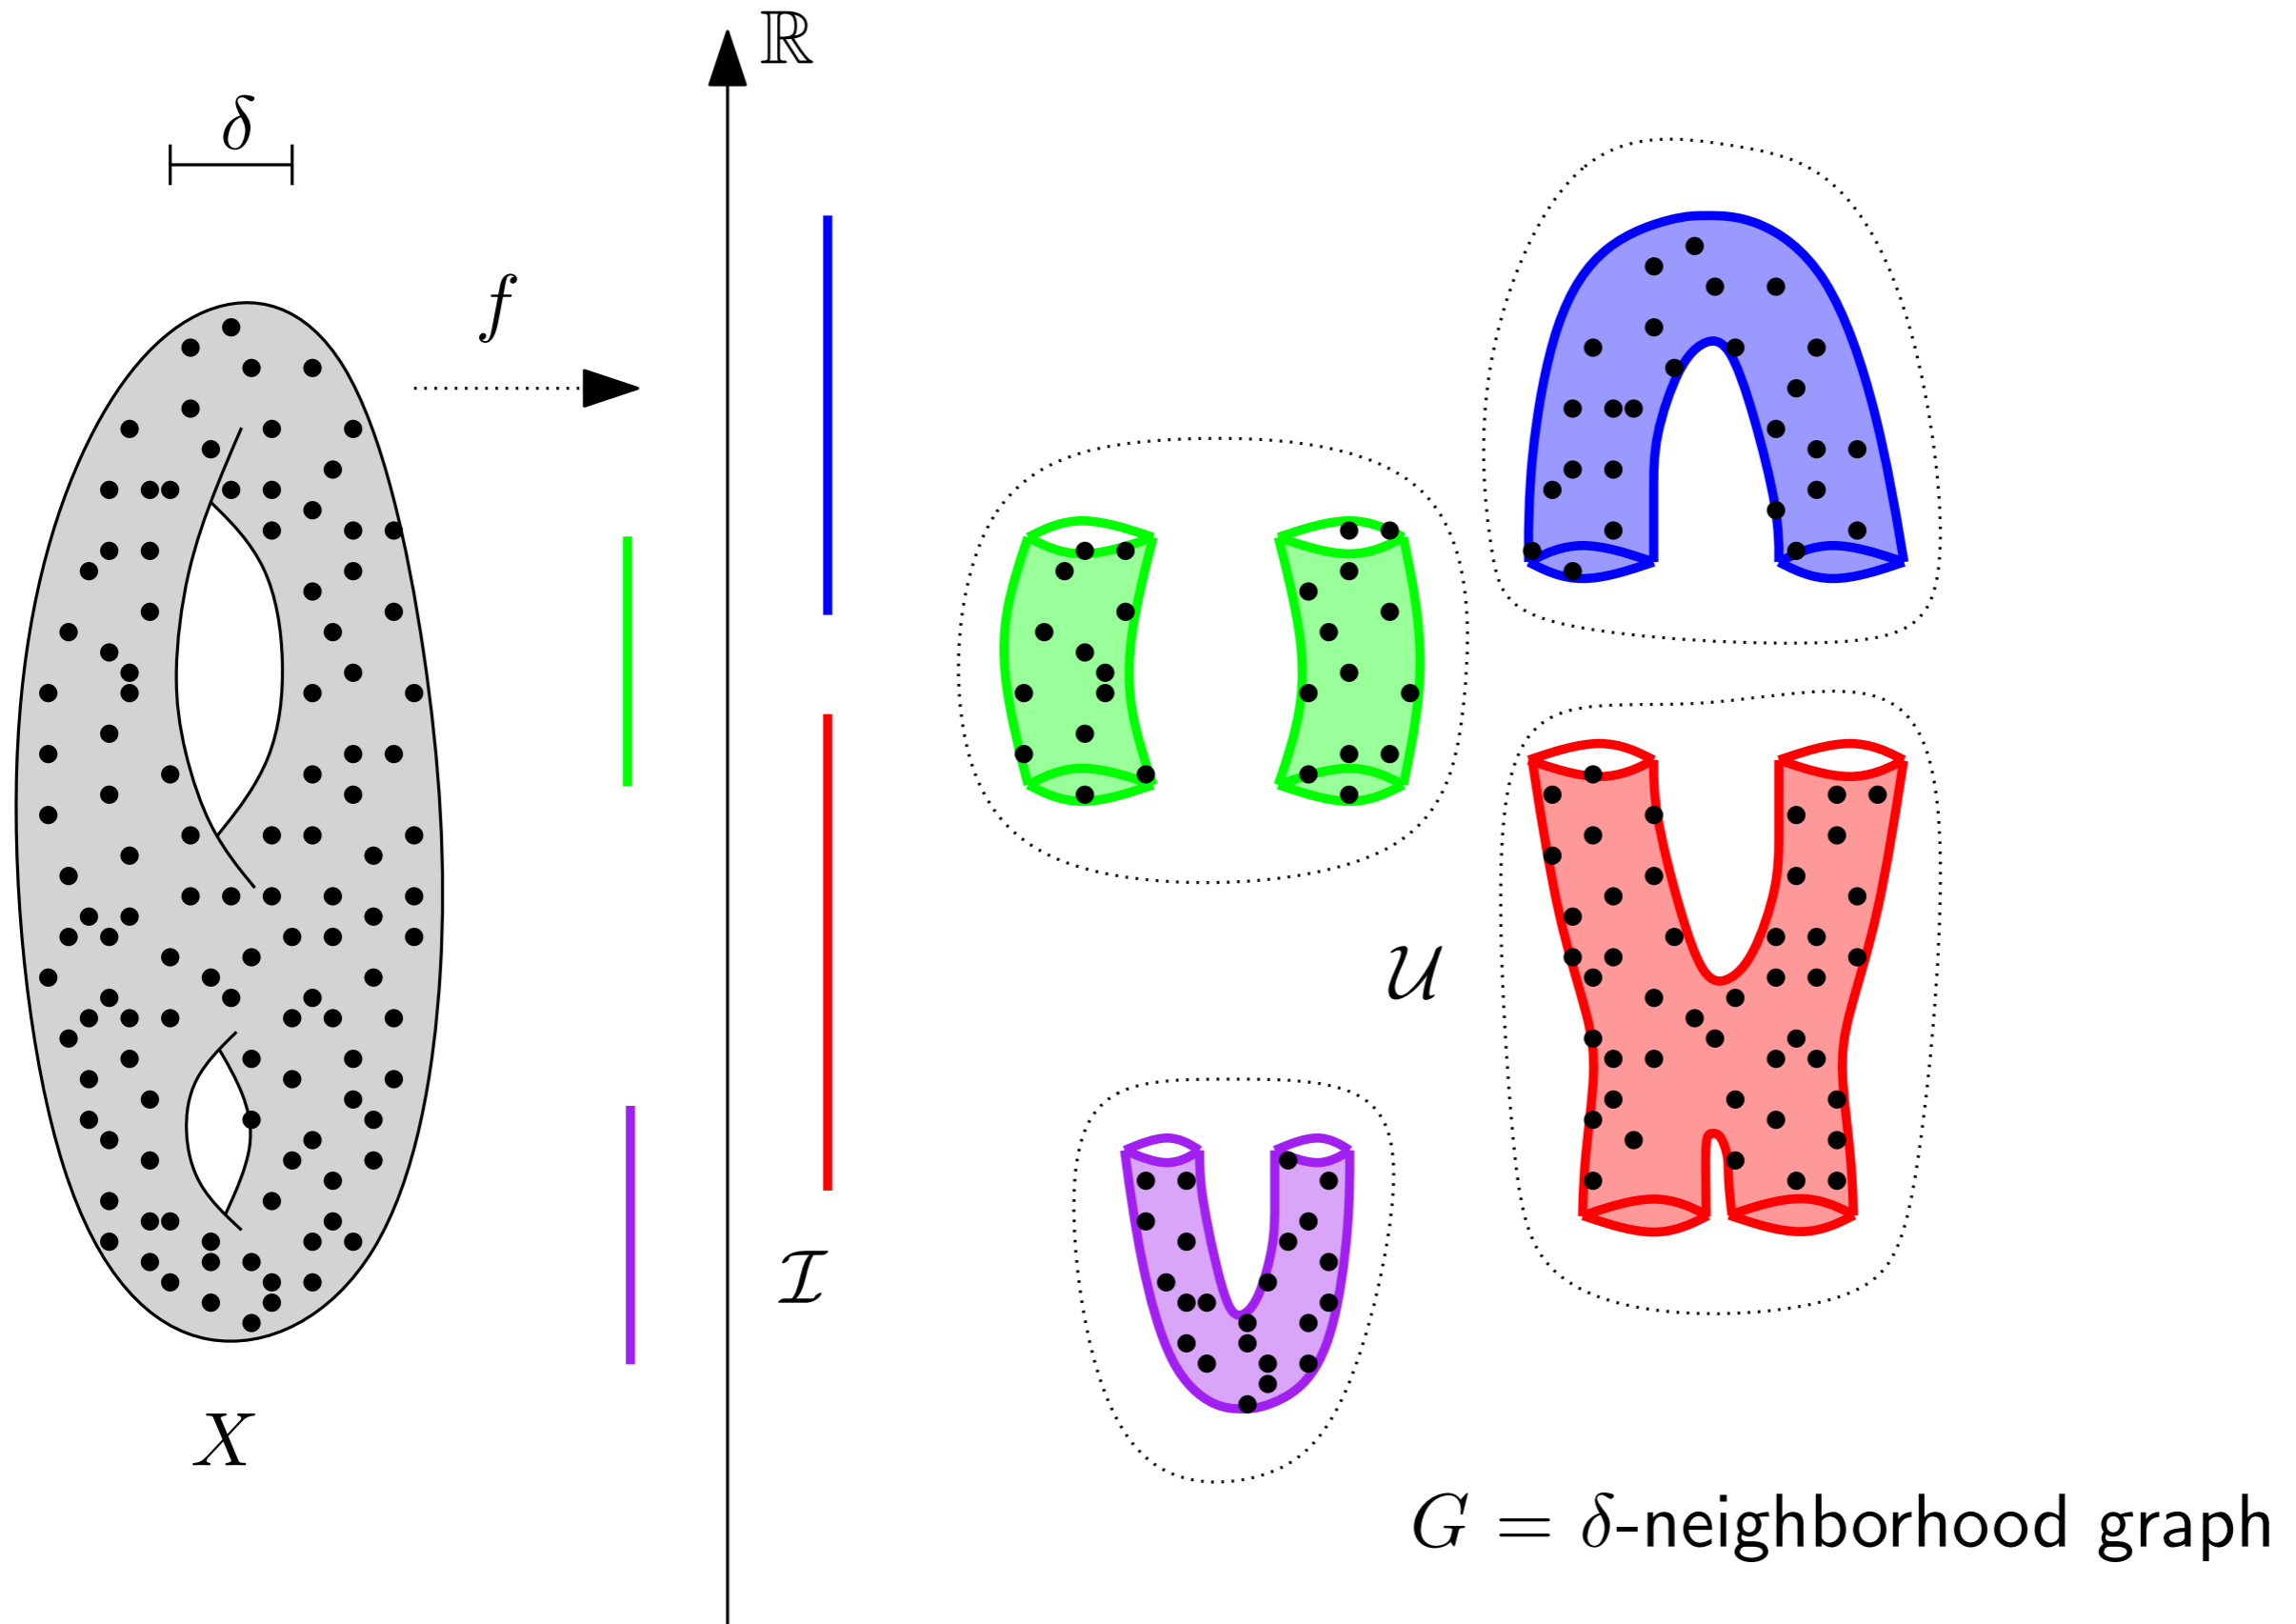 ℝ
δ
f
𝒰
ℐ
X
G = δ-neighborhood graph